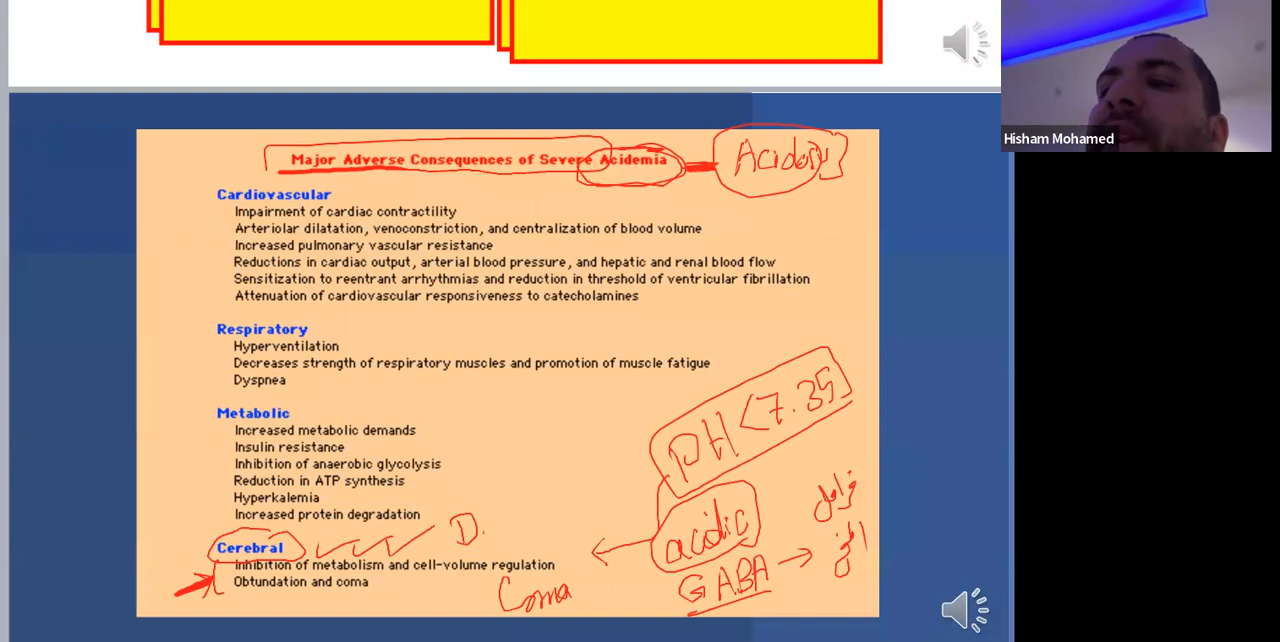 Hisham Mohamed
Major Adverse Consequences of Severe Acidemia
Acidosis
Cardiovascular
Impairment of cardiac contractility
Arteriolar dilatation, venoconstriction, and centralization of blood volume
Increased pulmonary vascular resistance
Reductions in cardiac output, arterial blood pressure, and hepatic and renal blood flow
Sensitization to reentrant arrhythmias and reduction in threshold of ventricular fibrillation
Attenuation of cardiovascular responsiveness to catecholamines
Respiratory
Hyperventilation
Decreases strength of respiratory muscles and promotion of muscle fatigue
Dyspnea
Metabolic
Increased metabolic demands
Insulin resistance
Inhibition of anaerobic glycolysis
Reduction in ATP synthesis
Hyperkalemia
Increased protein degradation
pH < 7.35
Cerebral
D.
Inhibition of metabolism and cell-volume regulation
Obtundation and coma
acidic
GABA
Coma